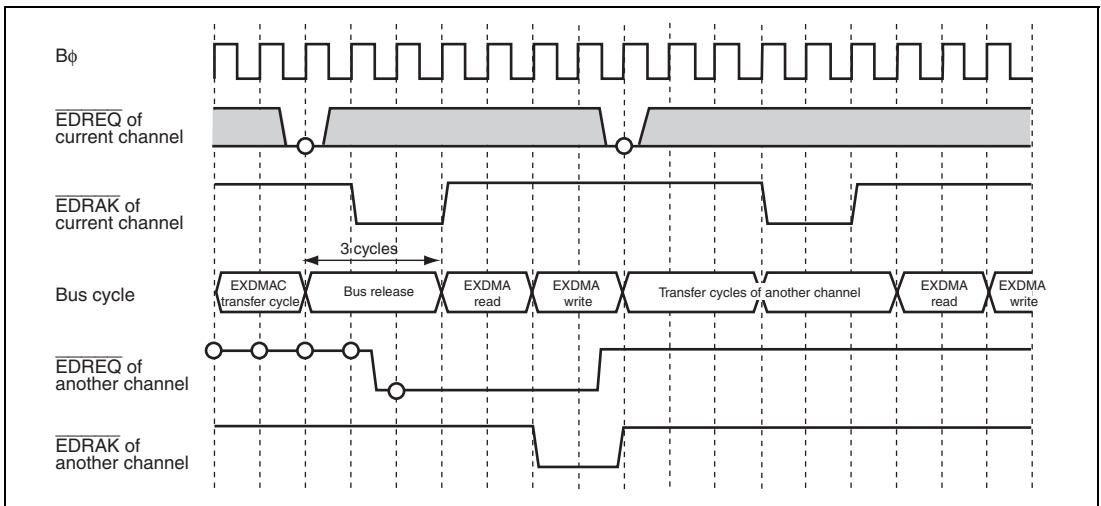 Bϕ
EDREQ of
current channel
EDRAK of
current channel
3 cycles
Bus cycle
EXDMAC
transfer cycle
Bus release
EXDMA
read
EXDMA
write
Transfer cycles of another channel
EXDMA
read
EXDMA
write
EDREQ of
another channel
EDRAK of
another channel